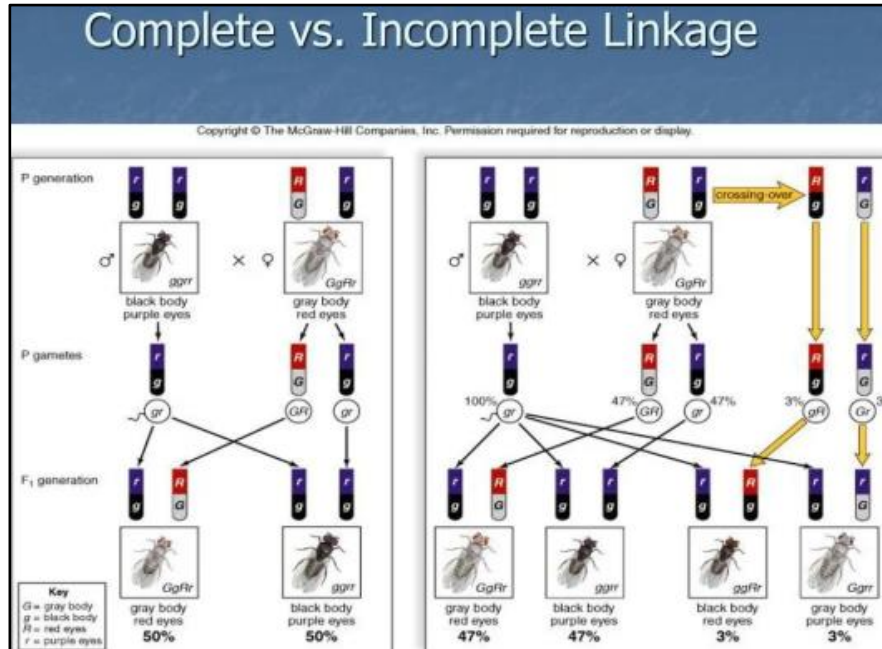 Complete vs. Incomplete Linkage
Copyright © The McGraw-Hill Companies, Inc. Permission required for reproduction or display.
P generation
r r R r
g g G g
♂ ggrr × ♀ GgRr
black body
purple eyes
gray body
red eyes
P gametes
r R r
g G g
gr GR gr
F1 generation
r R r r
g G g g
GgRr ggrr
gray body
red eyes
50%
black body
purple eyes
50%
Key
G = gray body
g = black body
R = red eyes
r = purple eyes
r r R r crossing-over R r
g g G g g G
♂ ggrr × ♀ GgRr
black body
purple eyes
gray body
red eyes
r R r R r
g G g g G
100% gr 47% GR gr 47% 3% gR Gr 3
r R r r r R r r
g G g g g g g G
GgRr ggrr ggRr Ggrr
gray body
red eyes
47%
black body
purple eyes
47%
black body
red eyes
3%
gray body
purple eyes
3%